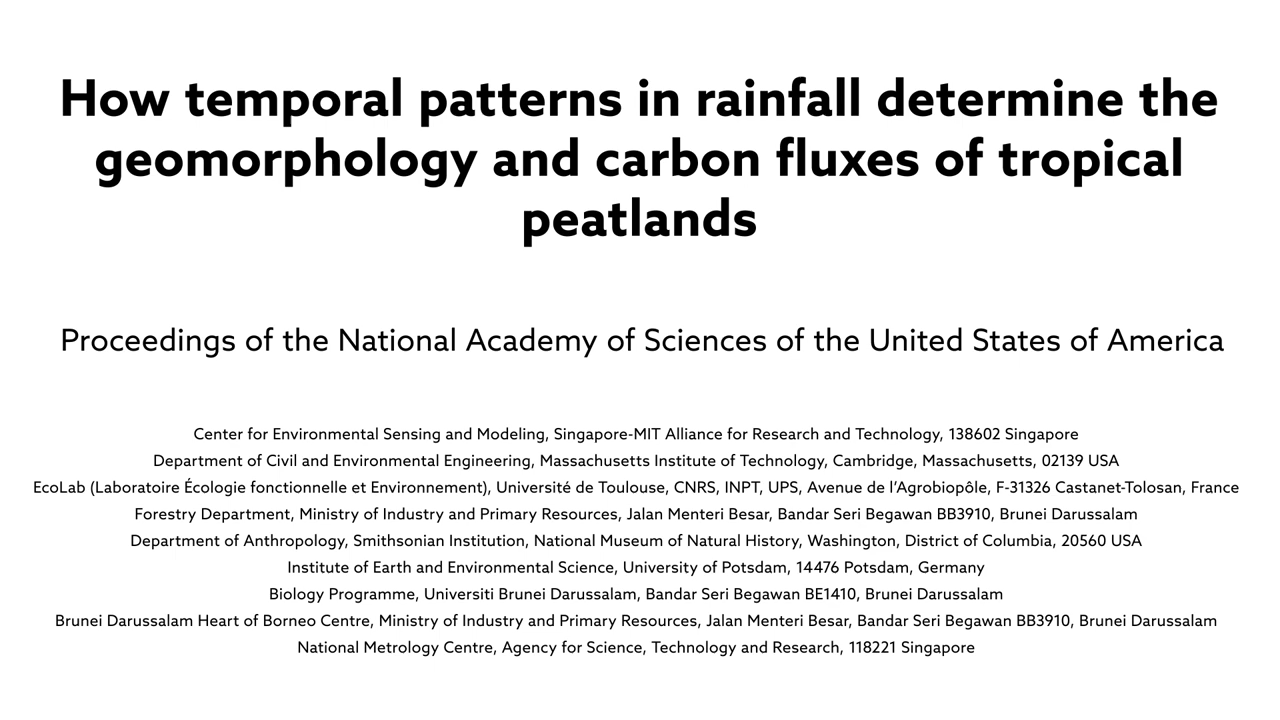 How temporal patterns in rainfall determine the
geomorphology and carbon fluxes of tropical
peatlands
Proceedings of the National Academy of Sciences of the United States of America
Center for Environmental Sensing and Modeling, Singapore-MIT Alliance for Research and Technology, 138602 Singapore
Department of Civil and Environmental Engineering, Massachusetts Institute of Technology, Cambridge, Massachusetts, 02139 USA
EcoLab (Laboratoire Écologie fonctionnelle et Environnement), Université de Toulouse, CNRS, INPT, UPS, Avenue de l’Agrobiopôle, F-31326 Castanet-Tolosan, France
Forestry Department, Ministry of Industry and Primary Resources, Jalan Menteri Besar, Bandar Seri Begawan BB3910, Brunei Darussalam
Department of Anthropology, Smithsonian Institution, National Museum of Natural History, Washington, District of Columbia, 20560 USA
Institute of Earth and Environmental Science, University of Potsdam, 14476 Potsdam, Germany
Biology Programme, Universiti Brunei Darussalam, Bandar Seri Begawan BE1410, Brunei Darussalam
Brunei Darussalam Heart of Borneo Centre, Ministry of Industry and Primary Resources, Jalan Menteri Besar, Bandar Seri Begawan BB3910, Brunei Darussalam
National Metrology Centre, Agency for Science, Technology and Research, 118221 Singapore